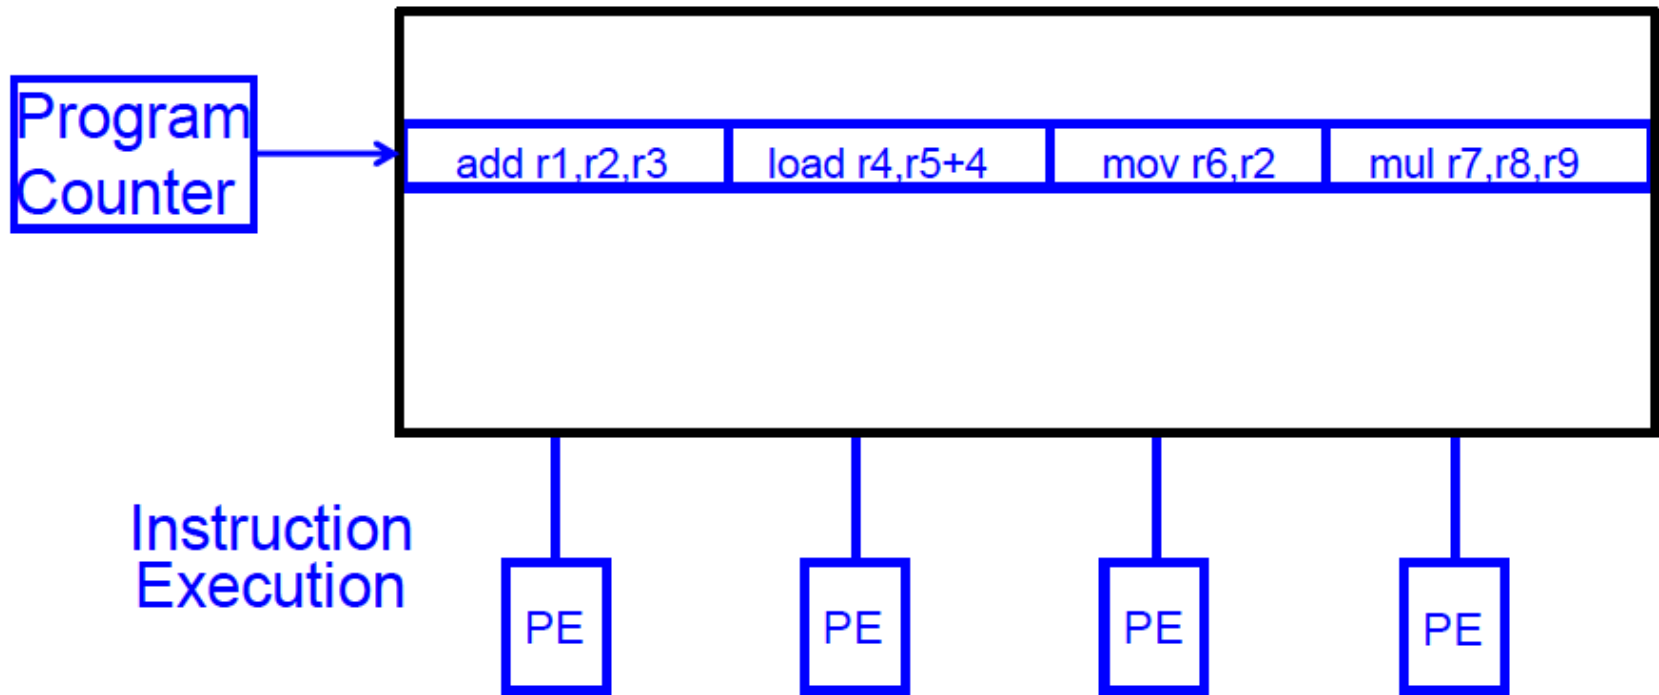 Program
Counter
add r1,r2,r3
load r4,r5+4
mov r6,r2
mul r7,r8,r9
Instruction
Execution
PE
PE
PE
PE